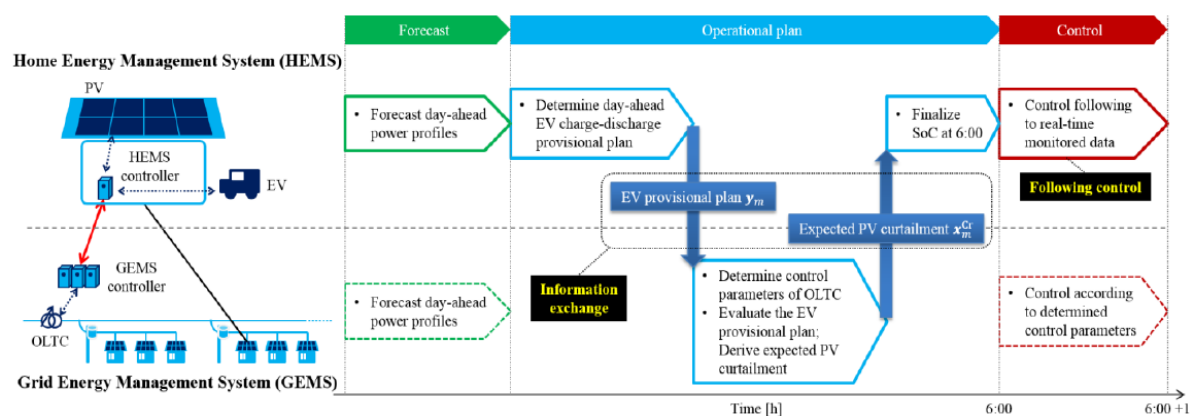 Forecast
Operational plan
Control
Home Energy Management System (HEMS)
PV
HEMS
controller
EV
GEMS
controller
OLTC
Grid Energy Management System (GEMS)
• Forecast day-ahead
power profiles
• Determine day-ahead
EV charge-discharge
provisional plan
• Finalize
SoC at 6:00
• Control following
to real-time
monitored data
Following control
EV provisional plan 𝒚ₘ
Expected PV curtailment 𝒙ₘᶜʳ
Information
exchange
• Forecast day-ahead
power profiles
• Determine control
parameters of OLTC
• Evaluate the EV
provisional plan;
Derive expected PV
curtailment
• Control according
to determined
control parameters
Time [h]
6:00
6:00 +1